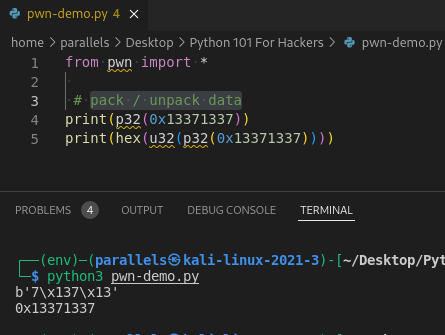 pwn-demo.py 4 ×
home > parallels > Desktop > Python 101 For Hackers > pwn-demo.py
1 from pwn import *
2
3 # pack / unpack data
4 print(p32(0x13371337))
5 print(hex(u32(p32(0x13371337))))
PROBLEMS 4 OUTPUT DEBUG CONSOLE TERMINAL
┌──(env)─(parallels㉿kali-linux-2021-3)-[~/Desktop/Pyt
└─$ python3 pwn-demo.py
b'7\x137\x13'
0x13371337